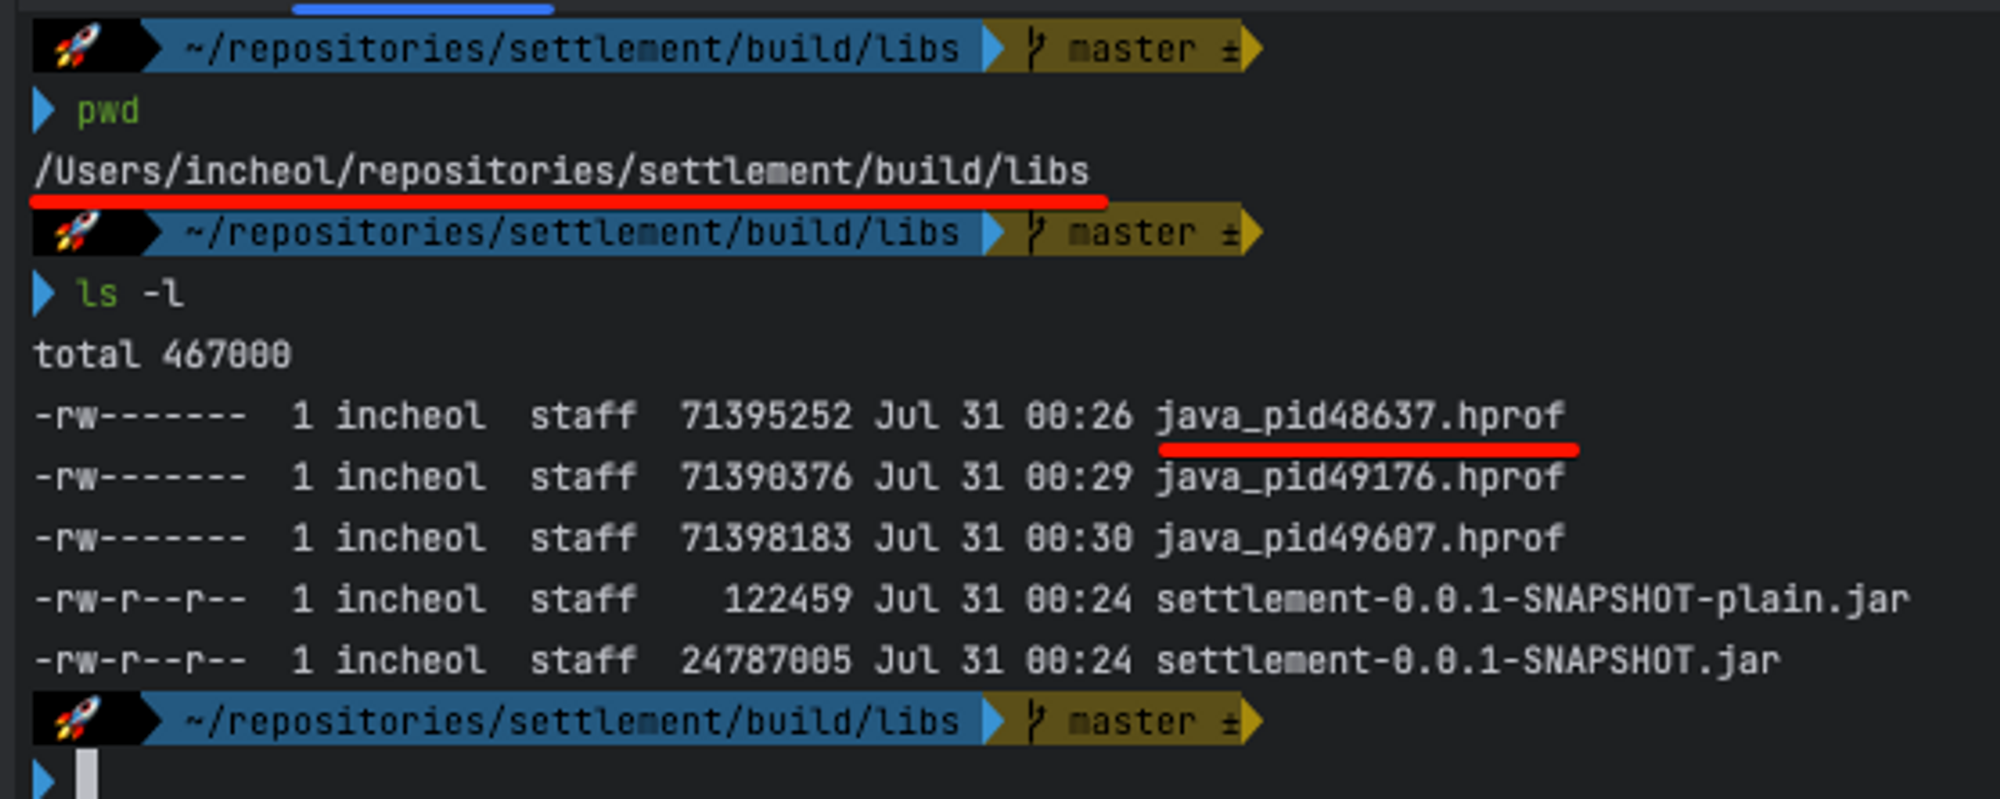 ~/repositories/settlement/build/libs master ±
pwd
/Users/incheol/repositories/settlement/build/libs
~/repositories/settlement/build/libs master ±
ls -l
total 467000
-rw------- 1 incheol staff 71395252 Jul 31 00:26 java_pid48637.hprof
-rw------- 1 incheol staff 71390376 Jul 31 00:29 java_pid49176.hprof
-rw------- 1 incheol staff 71398183 Jul 31 00:30 java_pid49607.hprof
-rw-r--r-- 1 incheol staff 122459 Jul 31 00:24 settlement-0.0.1-SNAPSHOT-plain.jar
-rw-r--r-- 1 incheol staff 24787005 Jul 31 00:24 settlement-0.0.1-SNAPSHOT.jar
~/repositories/settlement/build/libs master ±